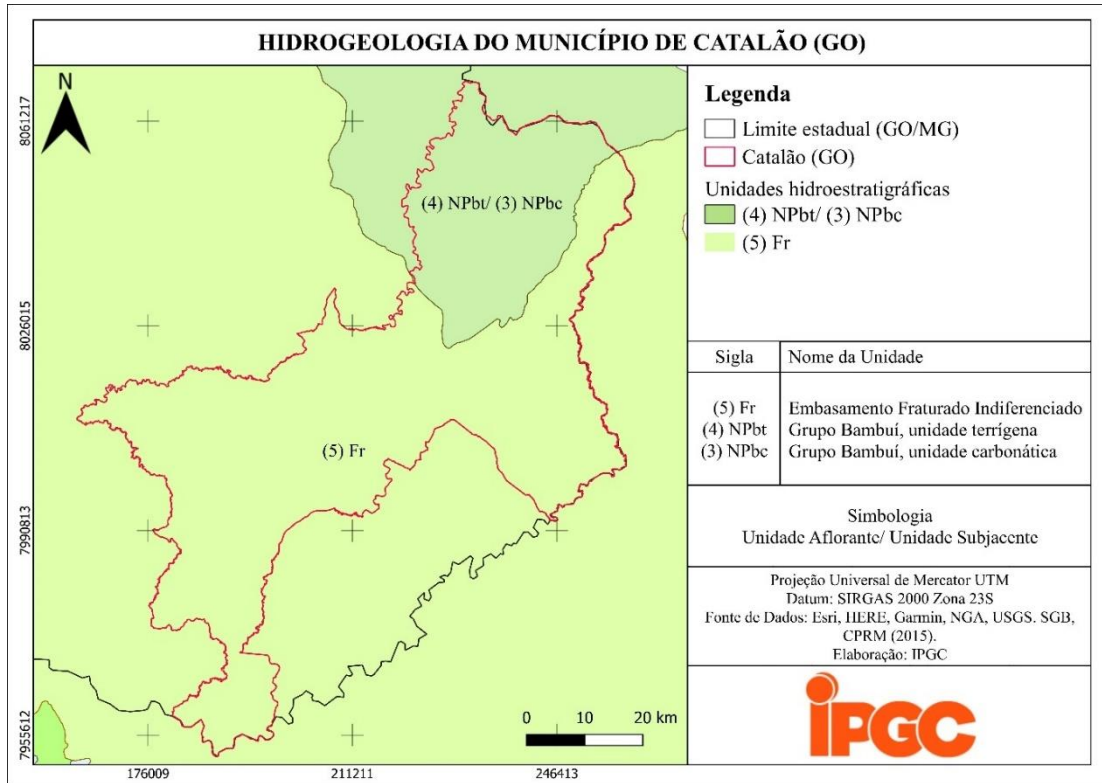 HIDROGEOLOGIA DO MUNICÍPIO DE CATALÃO (GO)
N
8061217
8026015
7990813
7955612
176009
211211
246413
(4) NPbt/ (3) NPbc
(5) Fr
0 10 20 km
Legenda
Limite estadual (GO/MG)
Catalão (GO)
Unidades hidroestratigráficas
(4) NPbt/ (3) NPbc
(5) Fr
Sigla Nome da Unidade
(5) Fr Embasamento Fraturado Indiferenciado
(4) NPbt Grupo Bambuí, unidade terrígena
(3) NPbc Grupo Bambuí, unidade carbonática
Simbologia
Unidade Aflorante/ Unidade Subjacente
Projeção Universal de Mercator UTM
Datum: SIRGAS 2000 Zona 23S
Fonte de Dados: Esri, HERE, Garmin, NGA, USGS. SGB,
CPRM (2015).
Elaboração: IPGC
iPGC